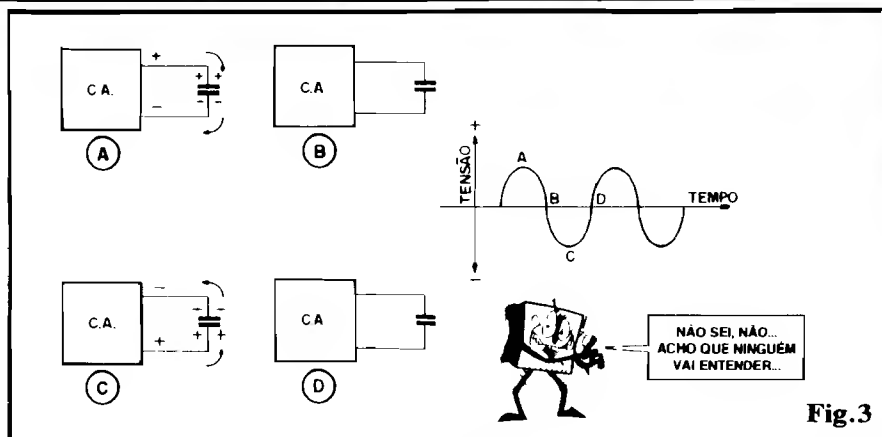 +
+ +
C.A.
- -
-
A
C.A
B
-
- -
C.A.
+ +
+
C
C.A
D
TENSÃO
+
-
A
B
C
D
TEMPO
NÃO SEI, NÃO...
ACHO QUE NINGUÉM
VAI ENTENDER...
Fig.3